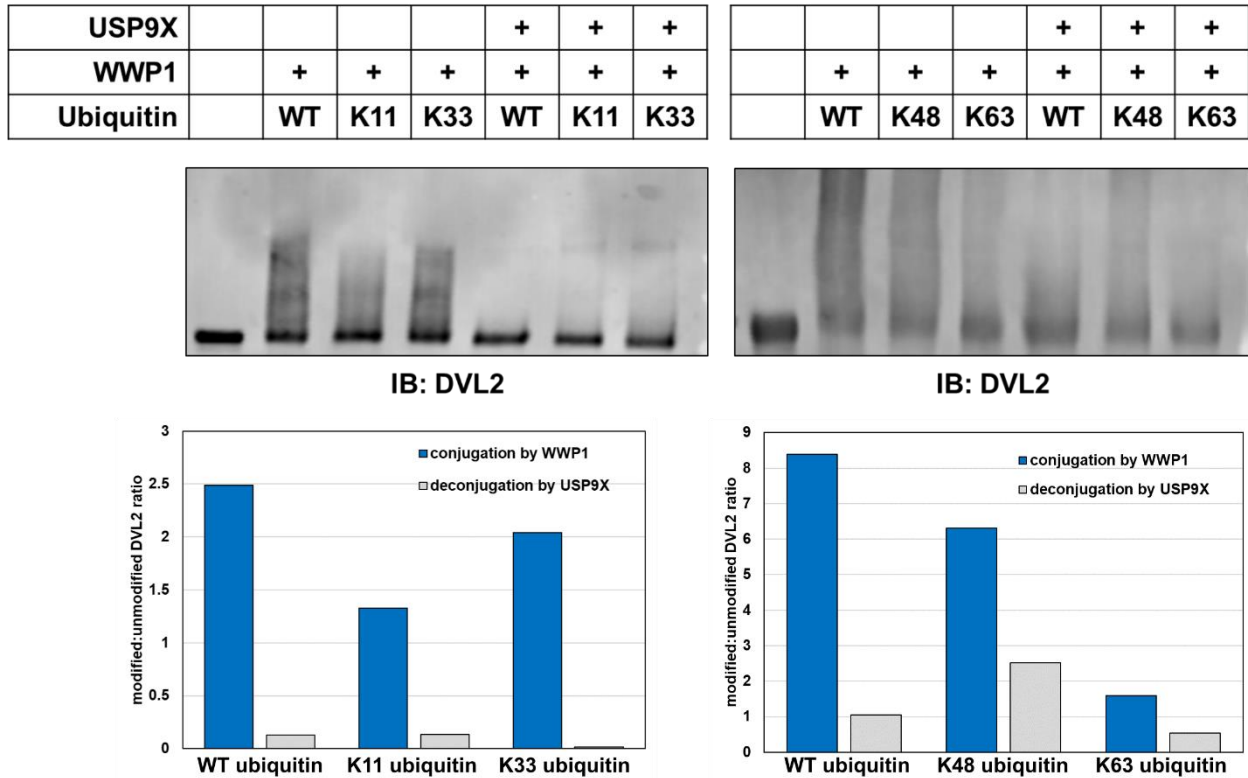 USP9X + + +
WWP1 + + + + + +
Ubiquitin WT K11 K33 WT K11 K33
+ + +
+ + + + + +
WT K48 K63 WT K48 K63
IB: DVL2
IB: DVL2
modified:unmodified DVL2 ratio
3
2.5
2
1.5
1
0.5
0
conjugation by WWP1
deconjugation by USP9X
WT ubiquitin K11 ubiquitin K33 ubiquitin
modified:unmodified DVL2 ratio
9
8
7
6
5
4
3
2
1
0
conjugation by WWP1
deconjugation by USP9X
WT ubiquitin K48 ubiquitin K63 ubiquitin